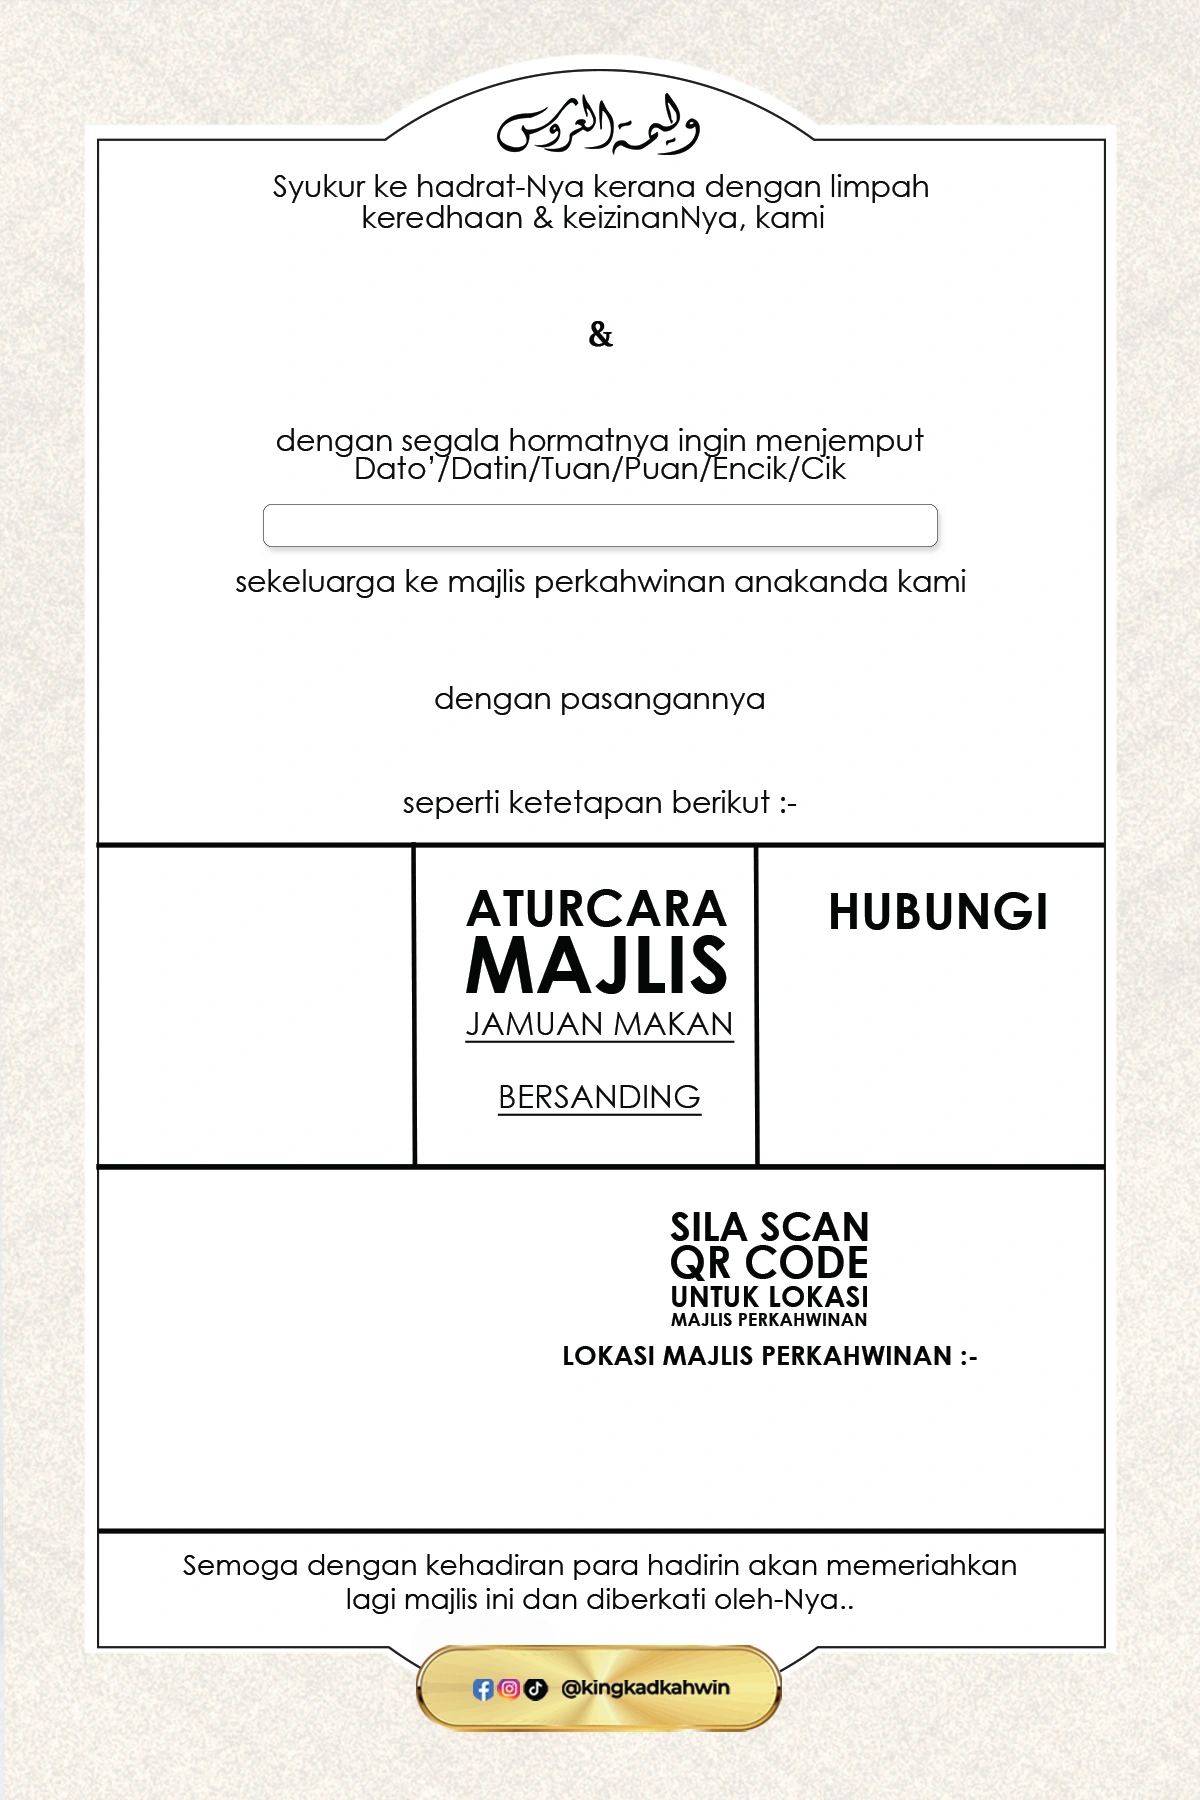 وليمة العروس
Syukur ke hadrat-Nya kerana dengan limpah
keredhaan & keizinanNya, kami
&
dengan segala hormatnya ingin menjemput
Dato'/Datin/Tuan/Puan/Encik/Cik
sekeluarga ke majlis perkahwinan anakanda kami
dengan pasangannya
seperti ketetapan berikut :-
ATURCARA
MAJLIS
JAMUAN MAKAN
BERSANDING
HUBUNGI
SILA SCAN
QR CODE
UNTUK LOKASI
MAJLIS PERKAHWINAN
LOKASI MAJLIS PERKAHWINAN :-
Semoga dengan kehadiran para hadirin akan memeriahkan
lagi majlis ini dan diberkati oleh-Nya..
@kingkadkahwin